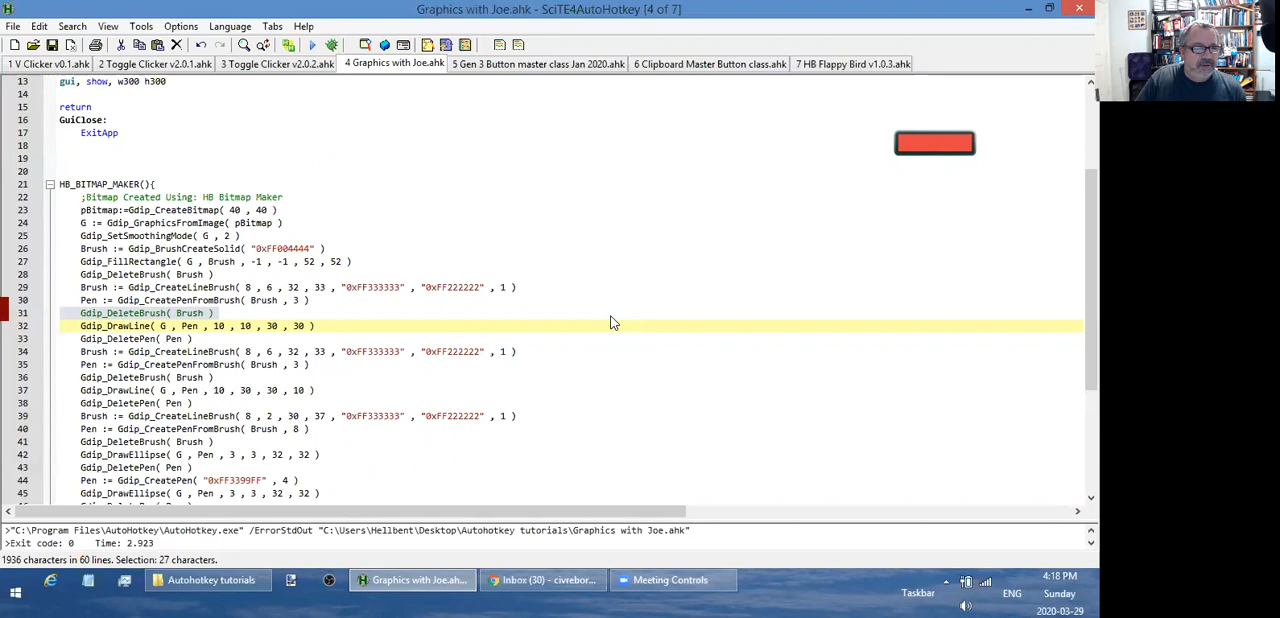 Graphics with Joe.ahk - SciTE4AutoHotkey [4 of 7]
File Edit Search View Tools Options Language Tabs Help
1 V Clicker v0.1.ahk 2 Toggle Clicker v2.0.1.ahk 3 Toggle Clicker v2.0.2.ahk 4 Graphics with Joe.ahk 5 Gen 3 Button master class Jan 2020.ahk 6 Clipboard Master Button class.ahk 7 HB Flappy Bird v1.0.3.ahk
13 gui, show, w300 h300
14
15 return
16 GuiClose:
17 ExitApp
18
19
20
21 HB_BITMAP_MAKER(){
22 ;Bitmap Created Using: HB Bitmap Maker
23 pBitmap:=Gdip_CreateBitmap( 40 , 40 )
24 G := Gdip_GraphicsFromImage( pBitmap )
25 Gdip_SetSmoothingMode( G , 2 )
26 Brush := Gdip_BrushCreateSolid( "0xFF004444" )
27 Gdip_FillRectangle( G , Brush , -1 , -1 , 52 , 52 )
28 Gdip_DeleteBrush( Brush )
29 Brush := Gdip_CreateLineBrush( 8 , 6 , 32 , 33 , "0xFF333333" , "0xFF222222" , 1 )
30 Pen := Gdip_CreatePenFromBrush( Brush , 3 )
31 Gdip_DeleteBrush( Brush )
32 Gdip_DrawLine( G , Pen , 10 , 10 , 30 , 30 )
33 Gdip_DeletePen( Pen )
34 Brush := Gdip_CreateLineBrush( 8 , 6 , 32 , 33 , "0xFF333333" , "0xFF222222" , 1 )
35 Pen := Gdip_CreatePenFromBrush( Brush , 3 )
36 Gdip_DeleteBrush( Brush )
37 Gdip_DrawLine( G , Pen , 10 , 30 , 30 , 10 )
38 Gdip_DeletePen( Pen )
39 Brush := Gdip_CreateLineBrush( 8 , 2 , 30 , 37 , "0xFF333333" , "0xFF222222" , 1 )
40 Pen := Gdip_CreatePenFromBrush( Brush , 8 )
41 Gdip_DeleteBrush( Brush )
42 Gdip_DrawEllipse( G , Pen , 3 , 3 , 32 , 32 )
43 Gdip_DeletePen( Pen )
44 Pen := Gdip_CreatePen( "0xFF3399FF" , 4 )
45 Gdip_DrawEllipse( G , Pen , 3 , 3 , 32 , 32 )
>"C:\Program Files\AutoHotkey\AutoHotkey.exe" /ErrorStdOut "C:\Users\Hellbent\Desktop\Autohotkey tutorials\Graphics with Joe.ahk"
>Exit code: 0 Time: 2.923
1936 characters in 60 lines. Selection: 27 characters.
Autohotkey tutorials Graphics with Joe.ah... Inbox (30) - civrebor... Meeting Controls Taskbar ENG
4:18 PM
Sunday
2020-03-29